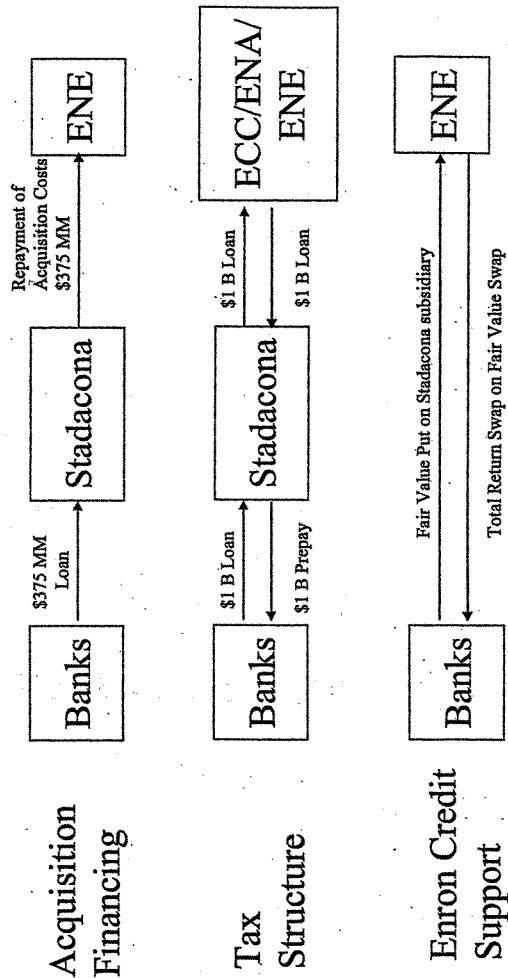 Acquisition
Financing
Banks
$375 MM
Loan
Stadacona
Repayment of
Acquisition Costs
$375 MM
ENE
Tax
Structure
Banks
$1 B Loan
$1 B Prepay
Stadacona
$1 B Loan
$1 B Loan
ECC/ENA/
ENE
Enron Credit
Support
Banks
Fair Value Put on Stadacona subsidiary
Total Return Swap on Fair Value Swap
ENE